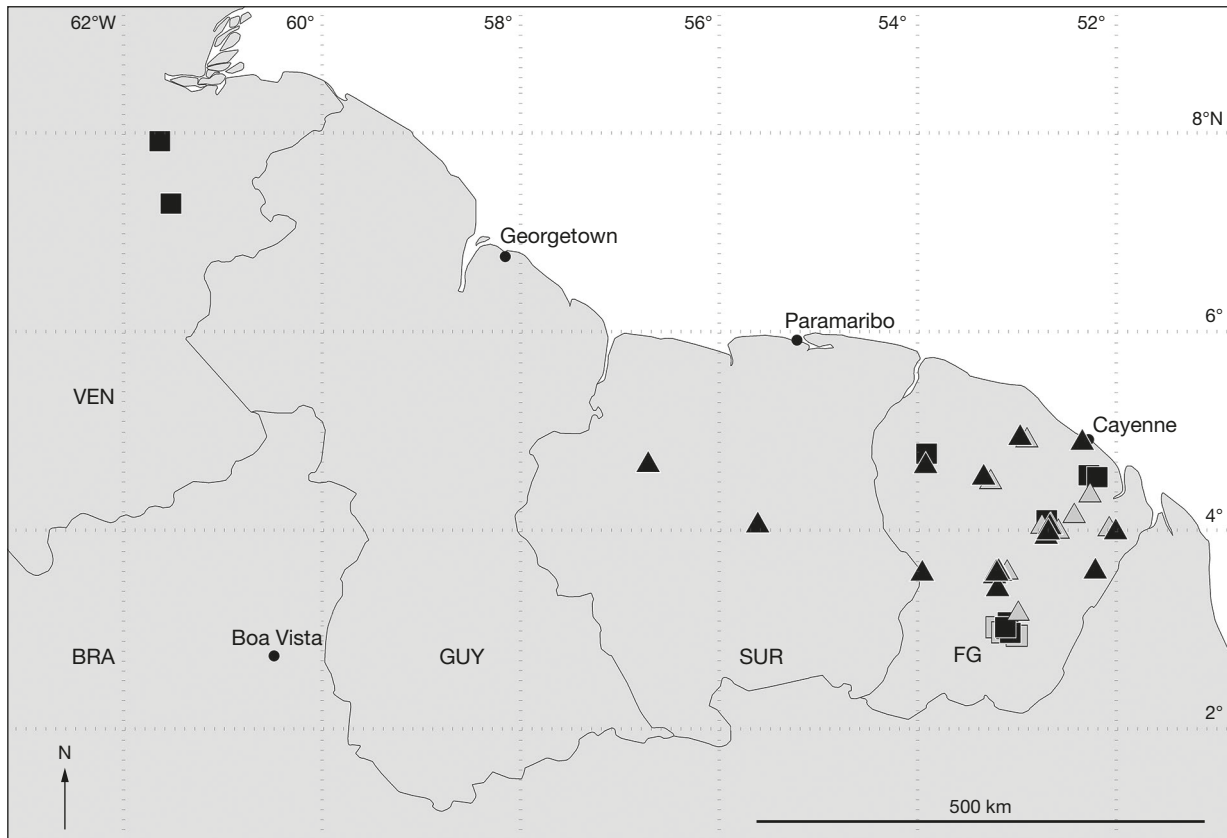 62°W 60° 58° 56° 54° 52°
8°N
Georgetown
6°
Paramaribo
VEN
Cayenne
4°
Boa Vista
BRA GUY SUR FG
2°
N
500 km